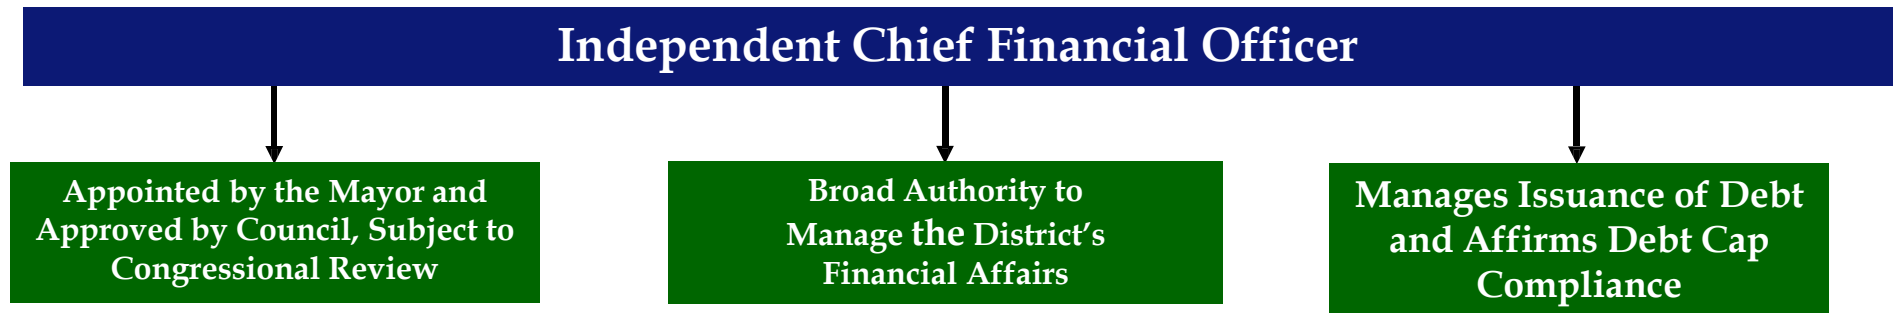 Independent Chief Financial Officer
Appointed by the Mayor and
Approved by Council, Subject to
Congressional Review
Broad Authority to
Manage the District’s
Financial Affairs
Manages Issuance of Debt
and Affirms Debt Cap
Compliance